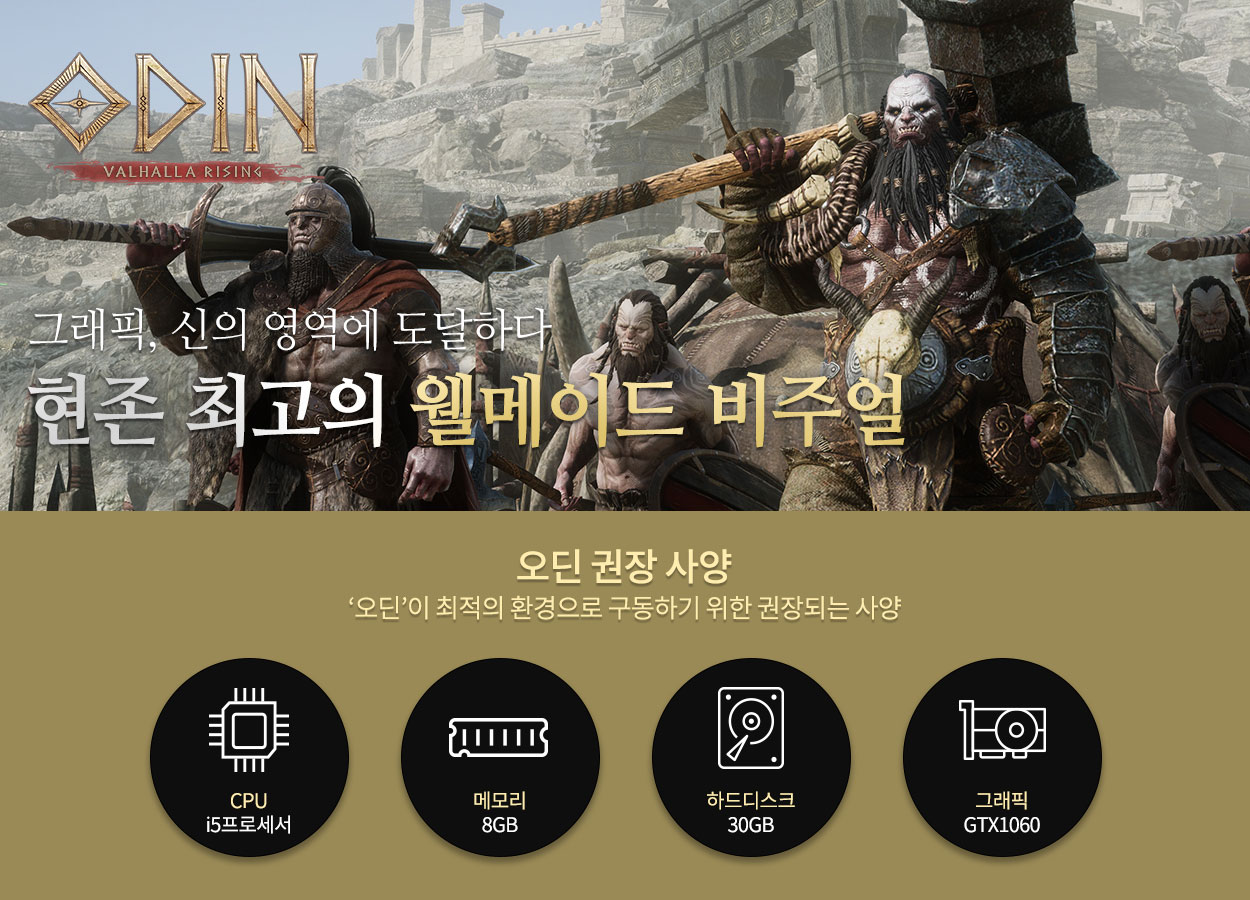 ODIN
VALHALLA RISING
그래픽, 신의 영역에 도달하다
현존 최고의 웰메이드 비주얼
오딘 권장 사양
‘오딘’이 최적의 환경으로 구동하기 위한 권장되는 사양
CPU
i5프로세서
메모리
8GB
하드디스크
30GB
그래픽
GTX1060